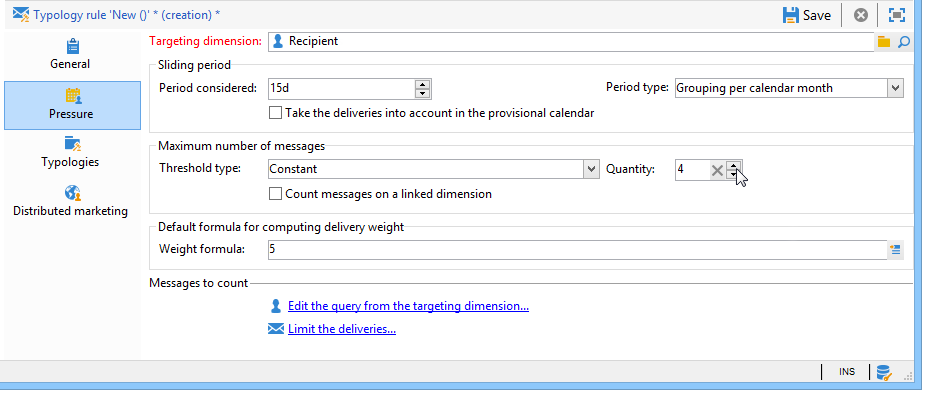 Typology rule 'New ()' * (creation) *
Save
General
Pressure
Typologies
Distributed marketing
Targeting dimension: Recipient
Sliding period
Period considered: 15d Period type: Grouping per calendar month
Take the deliveries into account in the provisional calendar
Maximum number of messages
Threshold type: Constant Quantity: 4
Count messages on a linked dimension
Default formula for computing delivery weight
Weight formula: 5
Messages to count
Edit the query from the targeting dimension...
Limit the deliveries...
INS